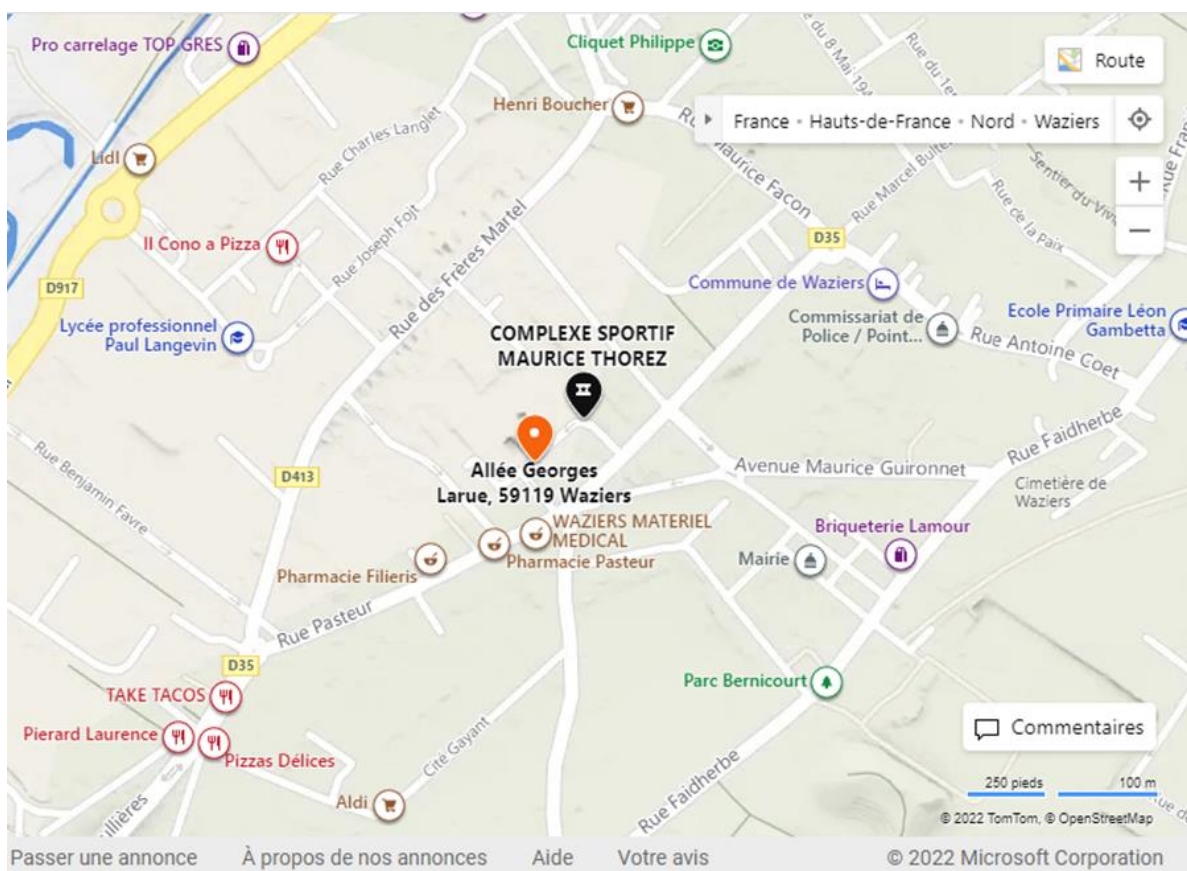 Pro carrelage TOP GRES
Cliquet Philippe
Rue du 1er
Route
Henri Boucher
Rue Charles Langlet
France • Hauts-de-France • Nord • Waziers
Lidl
Rue Maurice Facon
Rue Marcel
Sentier du
Rue de la Paix
Il Cono a Pizza
Rue Joseph Fojt
Rue des Frères Martel
D35
D917
Commune de Waziers
Lycée professionnel
Paul Langevin
Commissariat de
Police / Point...
Ecole Primaire Léon
Gambetta
Rue Antoine Coet
COMPLEXE SPORTIF
MAURICE THOREZ
Rue Benjamin Favre
D413
Allée Georges
Larue, 59119 Waziers
Avenue Maurice Guironnet
Rue Faidherbe
Cimetière de
Waziers
WAZIERS MATERIEL
MEDICAL
Pharmacie Pasteur
Pharmacie Filieris
Briqueterie Lamour
Mairie
Rue Pasteur
D35
TAKE TACOS
Parc Bernicourt
Pierard Laurence
Pizzas Délices
Cité Gayant
Commentaires
Aldi
Rue Faidherbe
250 pieds
100 m
© 2022 TomTom, © OpenStreetMap
Passer une annonce
À propos de nos annonces
Aide
Votre avis
© 2022 Microsoft Corporation